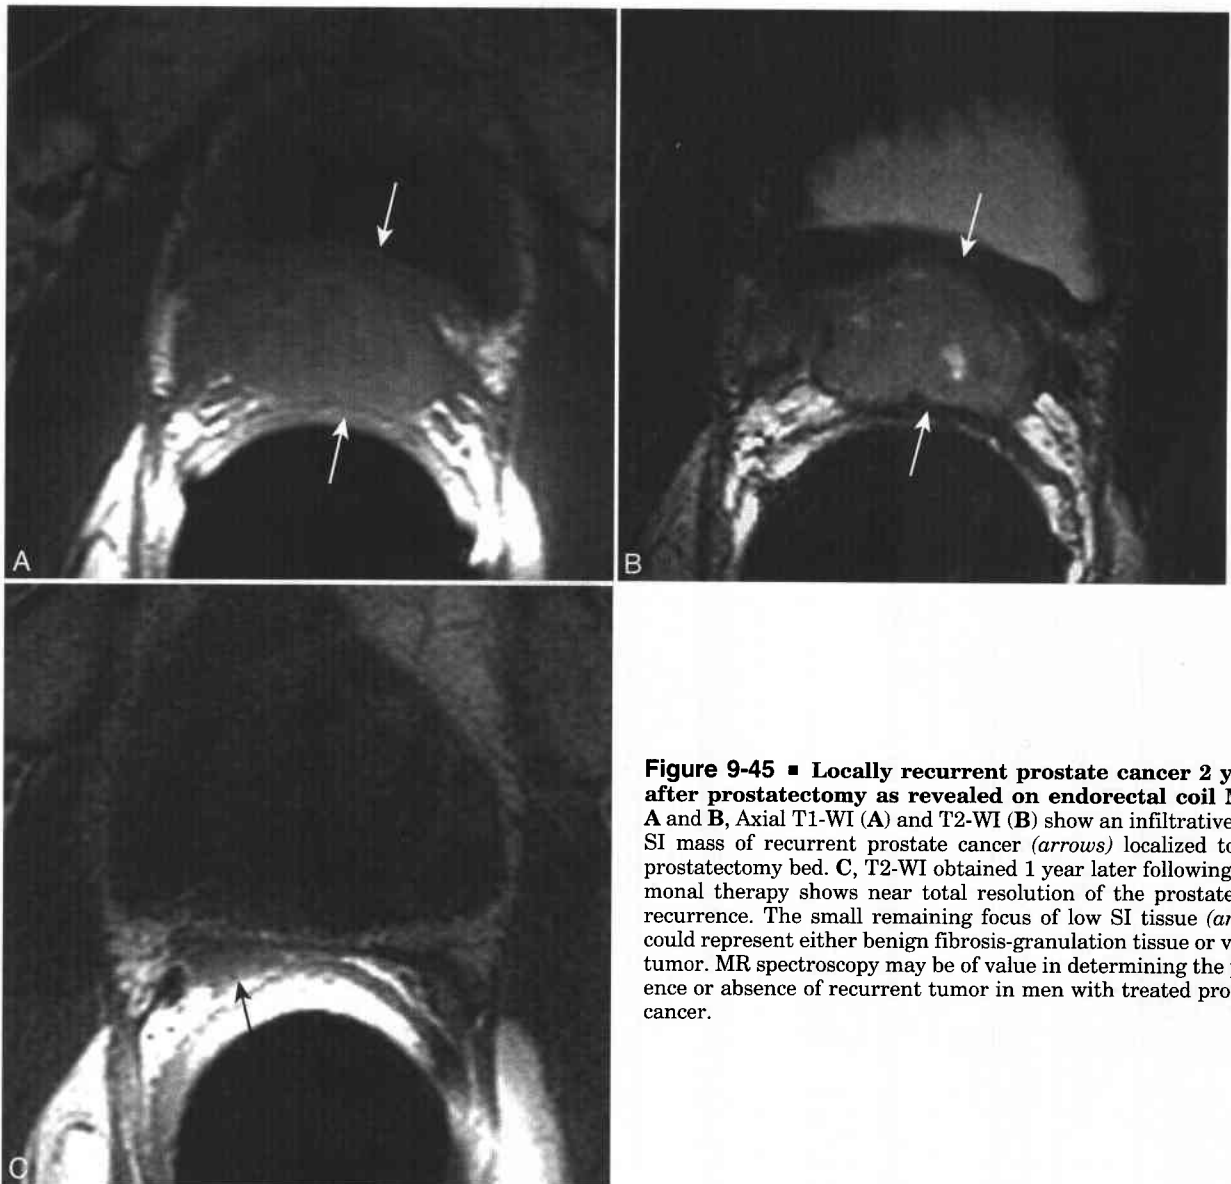 A
B
C
Figure 9-45 ■ Locally recurrent prostate cancer 2 y
after prostatectomy as revealed on endorectal coil
A and B, Axial T1-WI (A) and T2-WI (B) show an infiltrative
SI mass of recurrent prostate cancer (arrows) localized to
prostatectomy bed. C, T2-WI obtained 1 year later following
monal therapy shows near total resolution of the prostate
recurrence. The small remaining focus of low SI tissue (ar
could represent either benign fibrosis-granulation tissue or v
tumor. MR spectroscopy may be of value in determining the
ence or absence of recurrent tumor in men with treated pro
cancer.